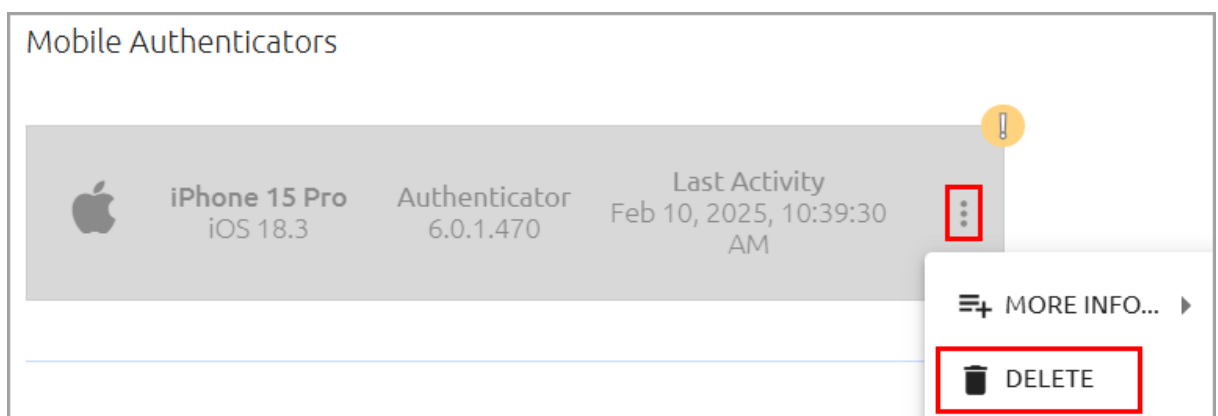 Mobile Authenticators
!
iPhone 15 Pro
iOS 18.3
Authenticator
6.0.1.470
Last Activity
Feb 10, 2025, 10:39:30
AM
MORE INFO...
DELETE